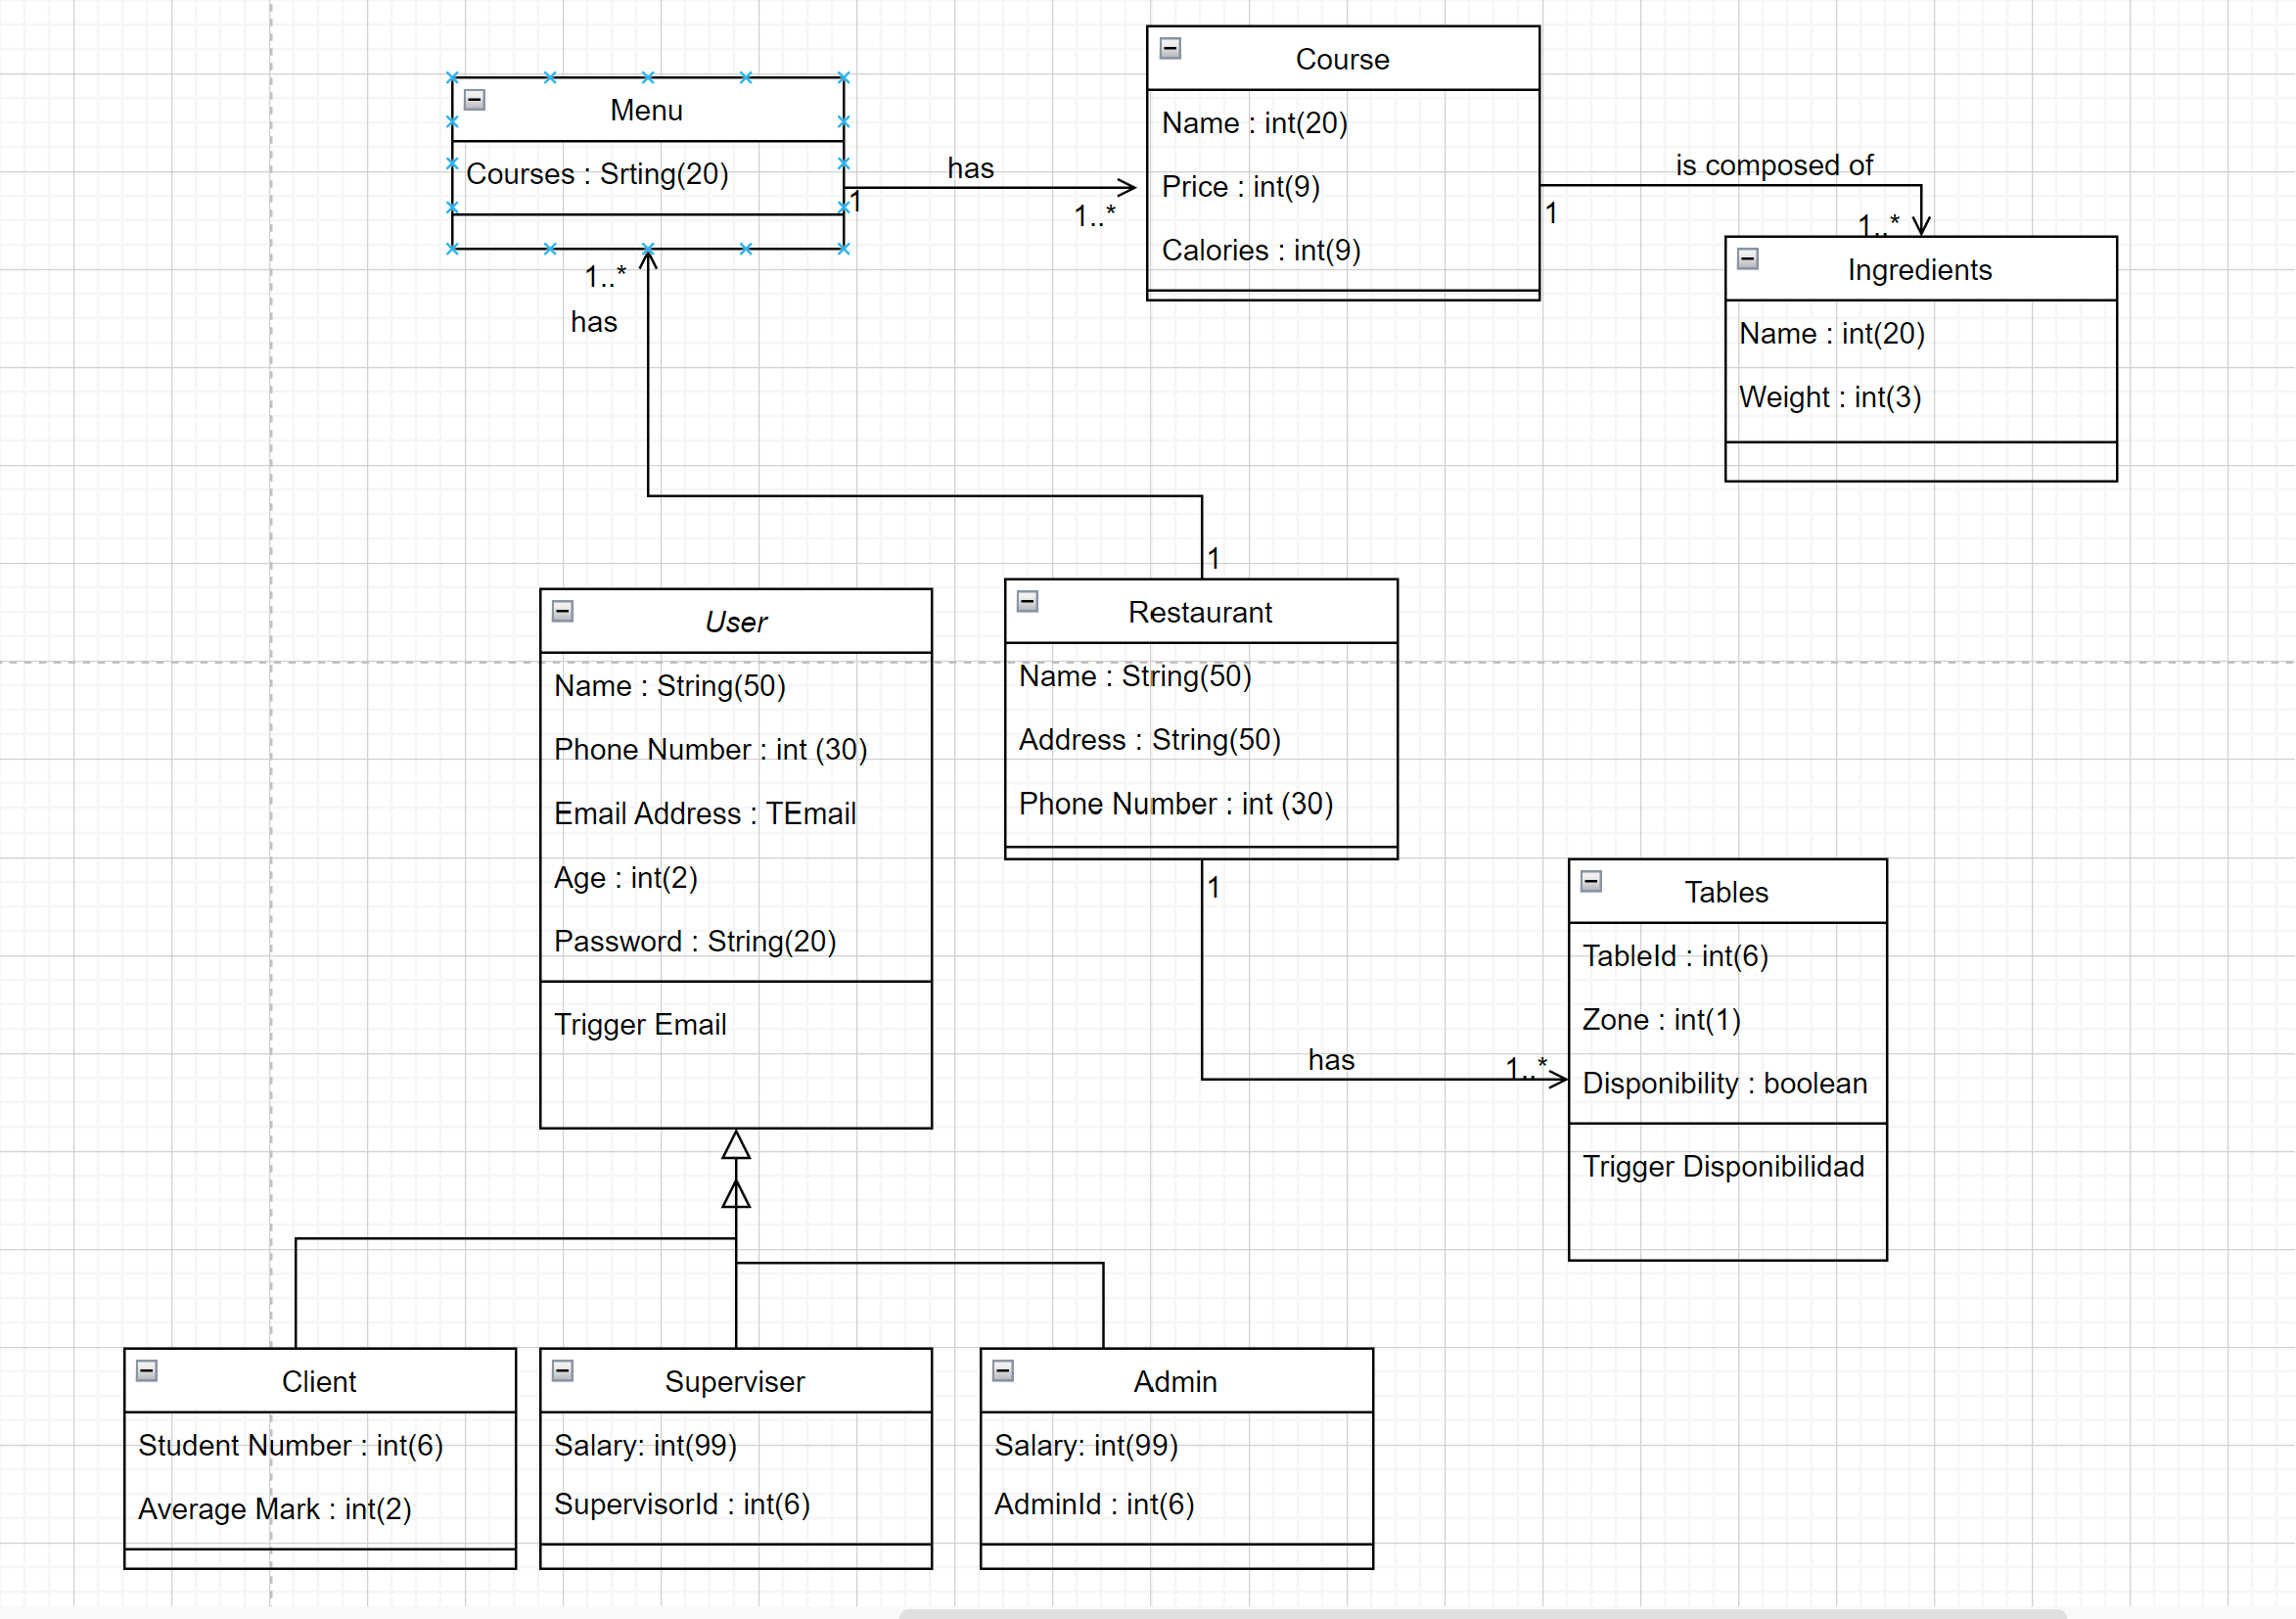 Course
Name : int(20)
Price : int(9)
Calories : int(9)
Menu
Courses : Srting(20)
has
1
1..*
is composed of
1
1..*
Ingredients
Name : int(20)
Weight : int(3)
1..*
has
1
User
Name : String(50)
Phone Number : int (30)
Email Address : TEmail
Age : int(2)
Password : String(20)
Trigger Email
Restaurant
Name : String(50)
Address : String(50)
Phone Number : int (30)
1
has
1..*
Tables
TableId : int(6)
Zone : int(1)
Disponibility : boolean
Trigger Disponibilidad
Client
Student Number : int(6)
Average Mark : int(2)
Superviser
Salary: int(99)
SupervisorId : int(6)
Admin
Salary: int(99)
AdminId : int(6)